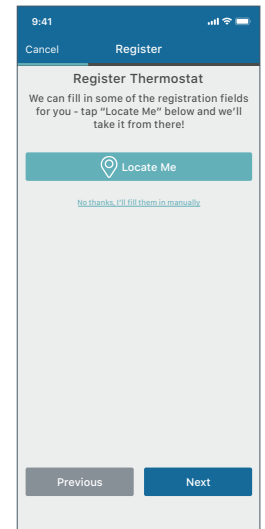 9:41
Cancel Register
Register Thermostat
We can fill in some of the registration fields
for you - tap "Locate Me" below and we'll
take it from there!
Locate Me
No thanks, I'll fill them in manually
Previous Next